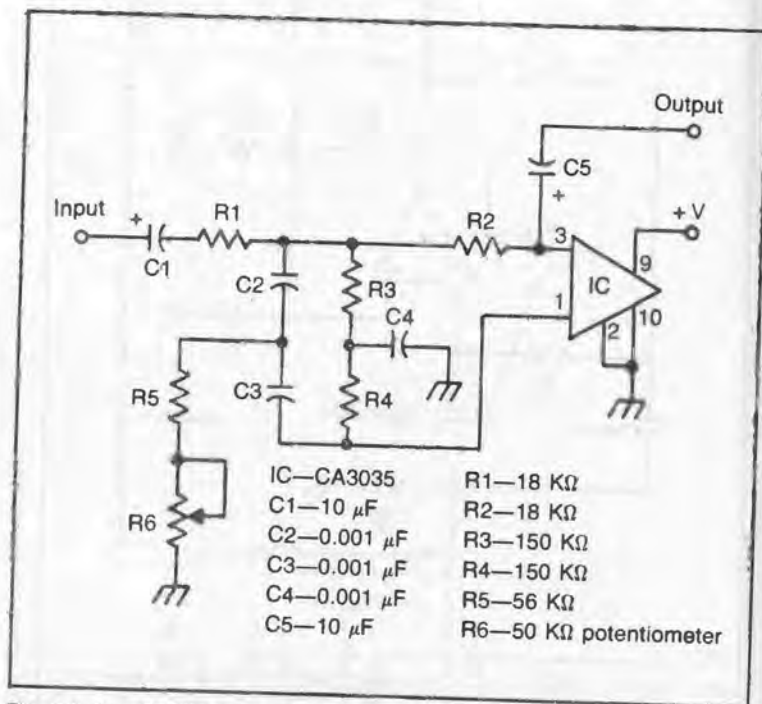 Output
C5
+
Input
+
R1
R2
+ V
C1
3
9
C2
R3
IC
1
C4
2
10
R5
C3
R4
R6
IC—CA3035
C1—10 μF
C2—0.001 μF
C3—0.001 μF
C4—0.001 μF
C5—10 μF
R1—18 KΩ
R2—18 KΩ
R3—150 KΩ
R4—150 KΩ
R5—56 KΩ
R6—50 KΩ potentiometer